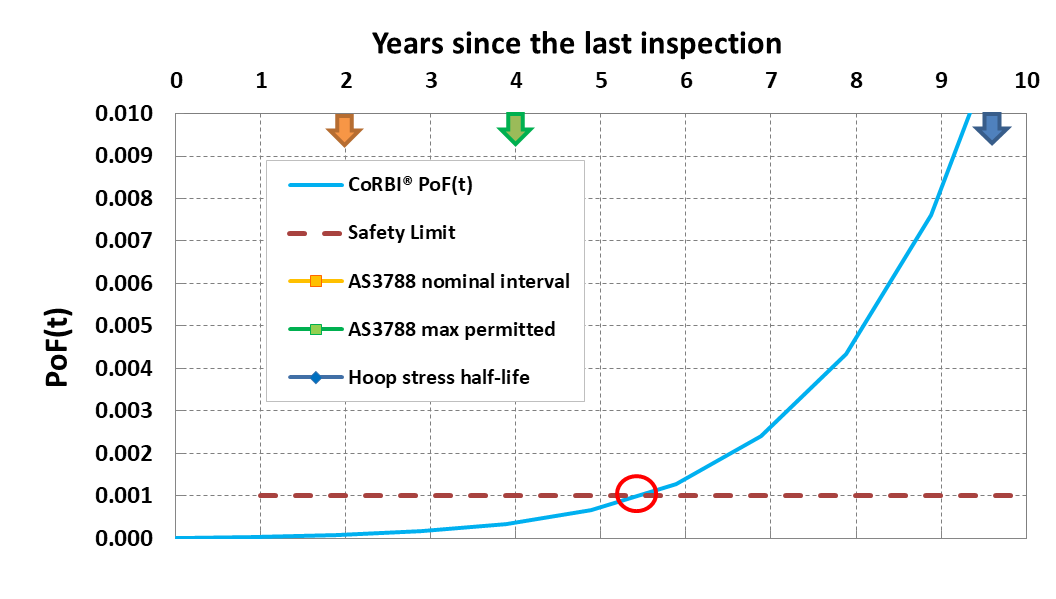 Years since the last inspection
0 1 2 3 4 5 6 7 8 9 10
0.010
0.009
0.008
0.007
0.006
0.005
0.004
0.003
0.002
0.001
0.000
PoF(t)
CoRBI® PoF(t)
Safety Limit
AS3788 nominal interval
AS3788 max permitted
Hoop stress half-life